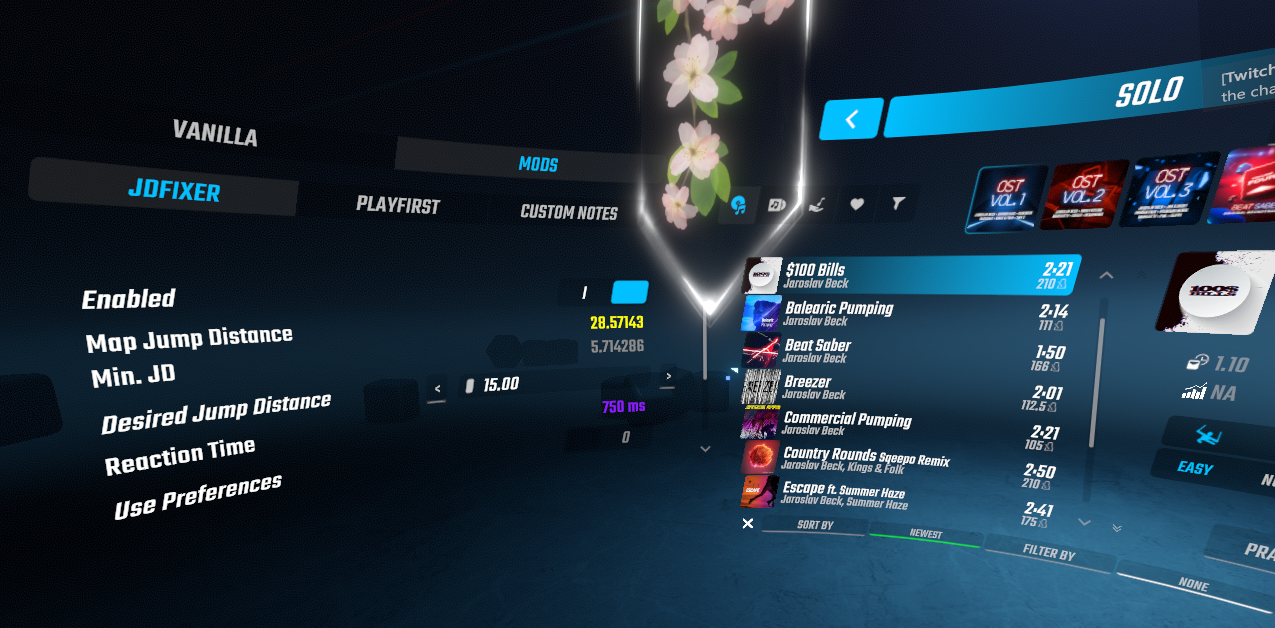 VANILLA
MODS
JDFIXER
PLAYFIRST
CUSTOM NOTES
Enabled
I
Map Jump Distance
28.57143
Min. JD
5.714286
Desired Jump Distance
< 15.00 >
Reaction Time
750 ms
Use Preferences
0
SOLO
[Twitch
the cha
OST
VOL.1
OST
VOL.2
OST
VOL.3
BEAT SABE
$100 Bills
Jaroslav Beck
2:21
210
Balearic Pumping
Jaroslav Beck
2:14
111
Beat Saber
Jaroslav Beck
1:50
166
Breezer
Jaroslav Beck
2:01
112.5
Commercial Pumping
Jaroslav Beck
2:21
105
Country Rounds Sqeepo Remix
Jaroslav Beck, Kings & Folk
2:50
210
Escape ft. Summer Haze
Jaroslav Beck, Summer Haze
2:41
175
SORT BY
NEWEST
FILTER BY
NONE
100$
BILLS
1.10
NA
EASY
N
PRA